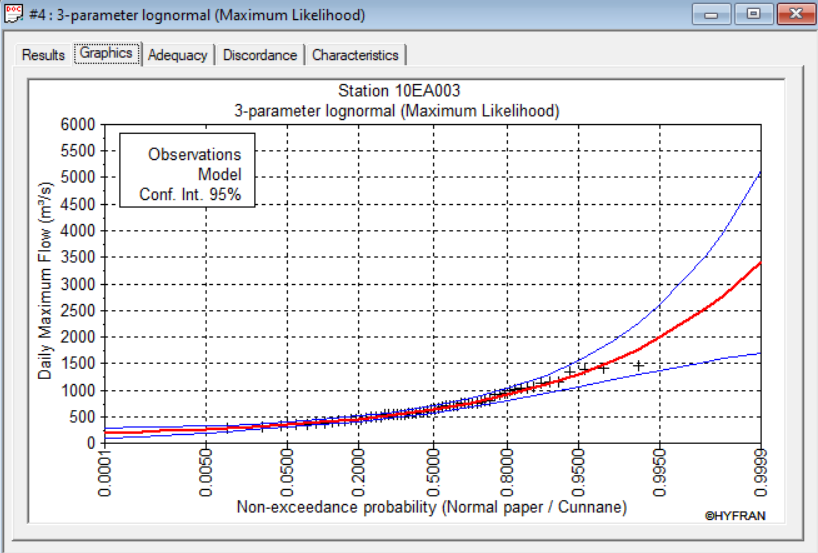 DOC
#4 : 3-parameter lognormal (Maximum Likelihood)
Results Graphics Adequacy Discordance Characteristics
Station 10EA003
3-parameter lognormal (Maximum Likelihood)
6000
5500
5000
4500
4000
3500
3000
2500
2000
1500
1000
500
0
Daily Maximum Flow (m³/s)
Observations
Model
Conf. Int. 95%
0.0001
0.0050
0.0500
0.2000
0.5000
0.8000
0.9500
0.9950
0.9999
Non-exceedance probability (Normal paper / Cunnane)
©HYFRAN